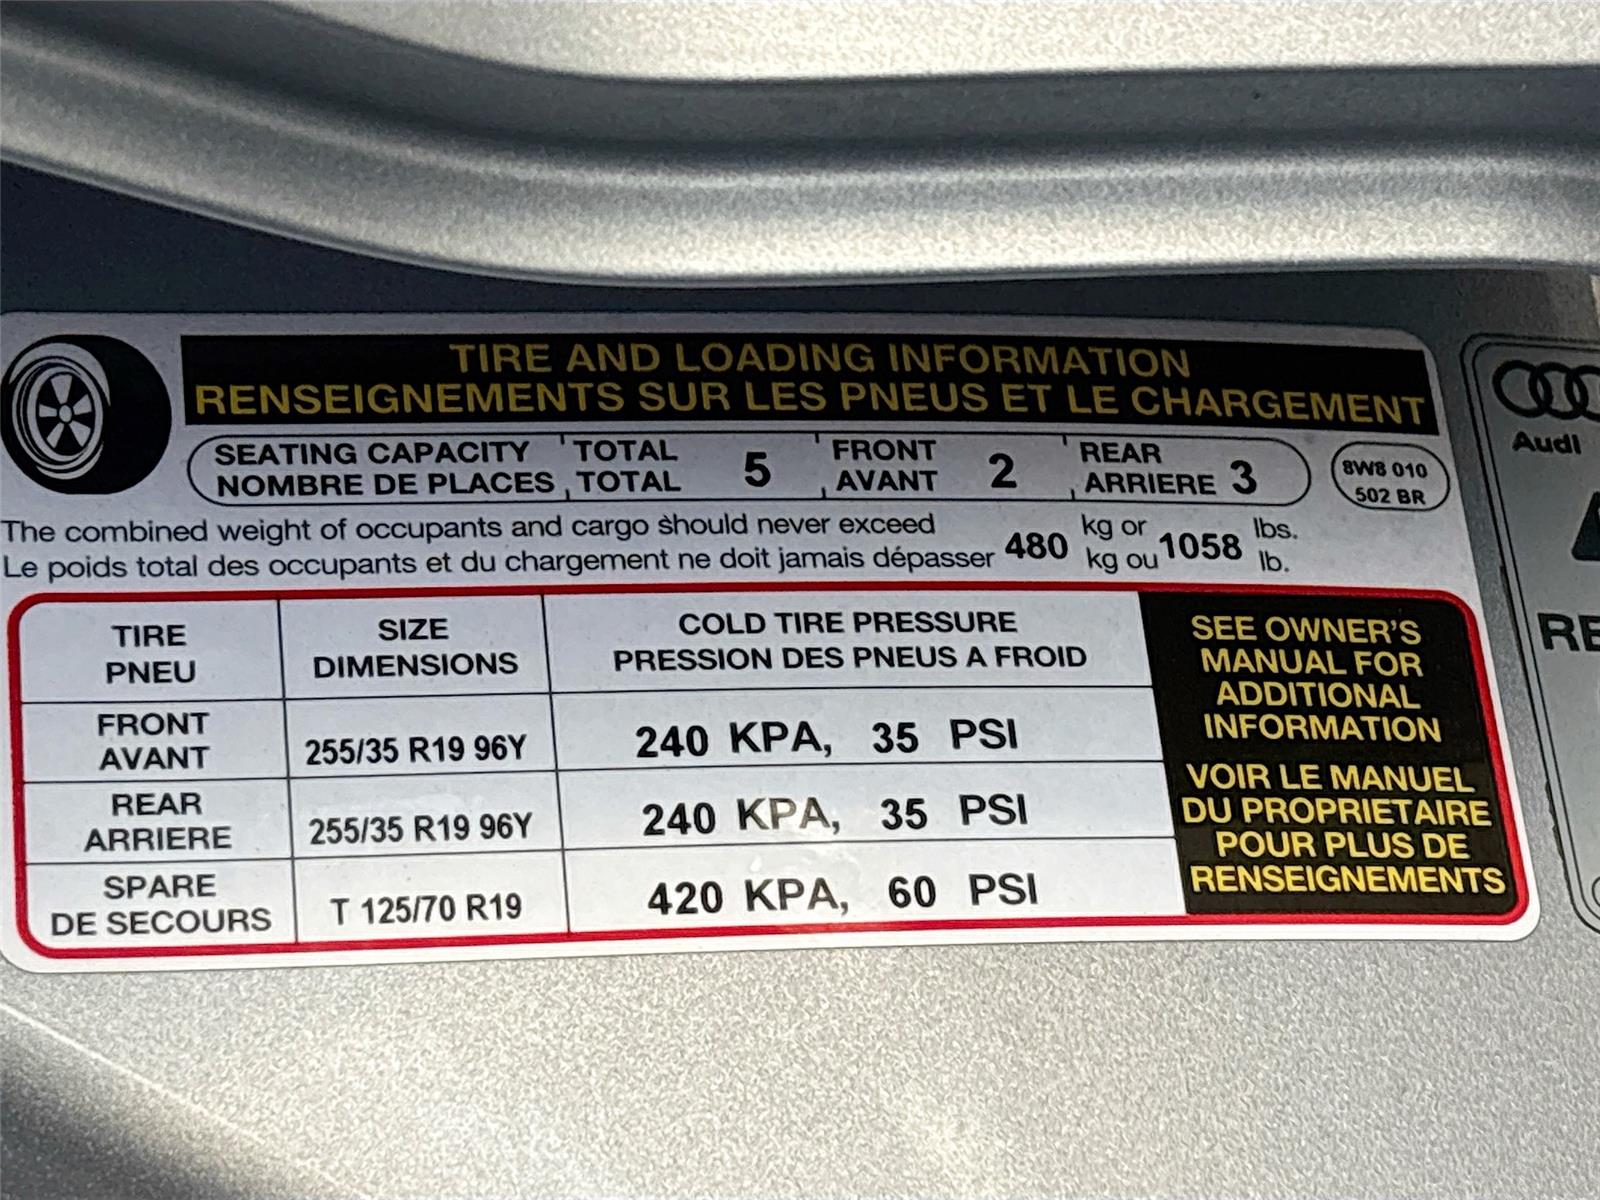 TIRE AND LOADING INFORMATION
RENSEIGNEMENTS SUR LES PNEUS ET LE CHARGEMENT
SEATING CAPACITY TOTAL 5 FRONT 2 REAR 3
NOMBRE DE PLACES TOTAL AVANT ARRIERE
8W8 010
502 BR
The combined weight of occupants and cargo should never exceed 480 kg or 1058 lbs.
Le poids total des occupants et du chargement ne doit jamais dépasser kg ou lb.
TIRE SIZE COLD TIRE PRESSURE
PNEU DIMENSIONS PRESSION DES PNEUS A FROID
FRONT
AVANT 255/35 R19 96Y 240 KPA, 35 PSI
REAR
ARRIERE 255/35 R19 96Y 240 KPA, 35 PSI
SPARE
DE SECOURS T 125/70 R19 420 KPA, 60 PSI
SEE OWNER'S
MANUAL FOR
ADDITIONAL
INFORMATION
VOIR LE MANUEL
DU PROPRIETAIRE
POUR PLUS DE
RENSEIGNEMENTS
Audi